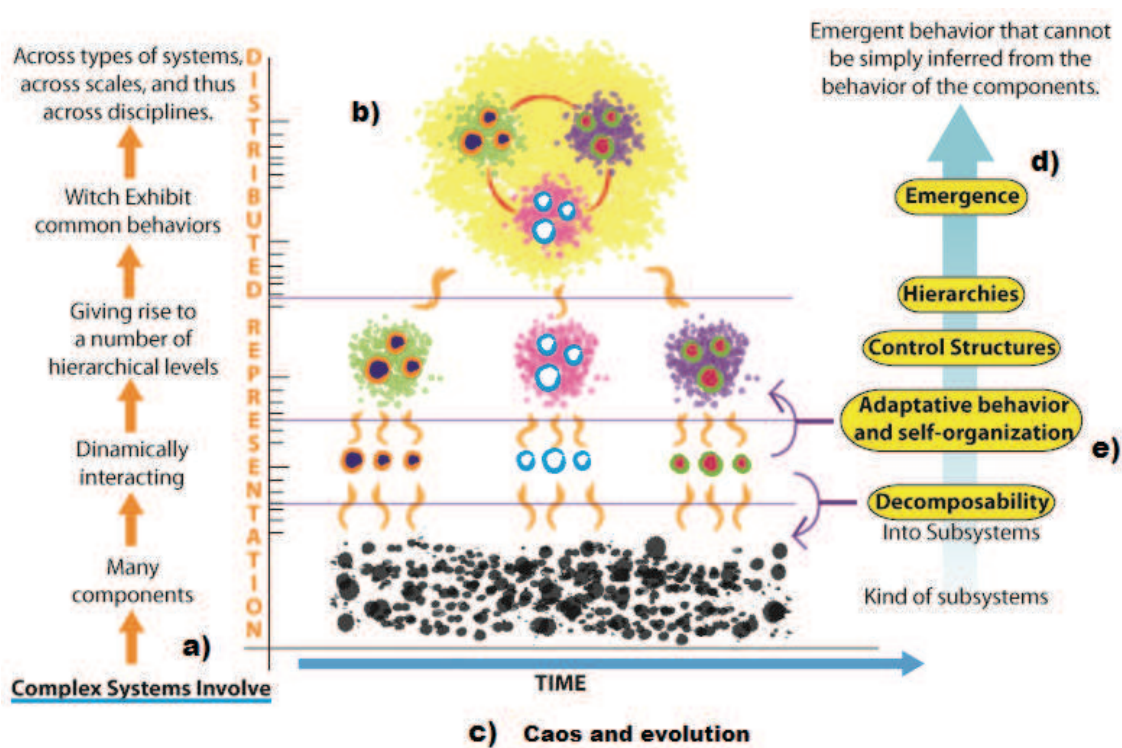 Across types of systems,
across scales, and thus
across disciplines.
Witch Exhibit
common behaviors
Giving rise to
a number of
hierarchical levels
Dinamically
interacting
Many
components
a)
Complex Systems Involve
DISTRIBUTED REPRESENTATION
b)
TIME
c) Caos and evolution
Emergent behavior that cannot
be simply inferred from the
behavior of the components.
d)
Emergence
Hierarchies
Control Structures
Adaptative behavior
and self-organization
e)
Decomposability
Into Subsystems
Kind of subsystems